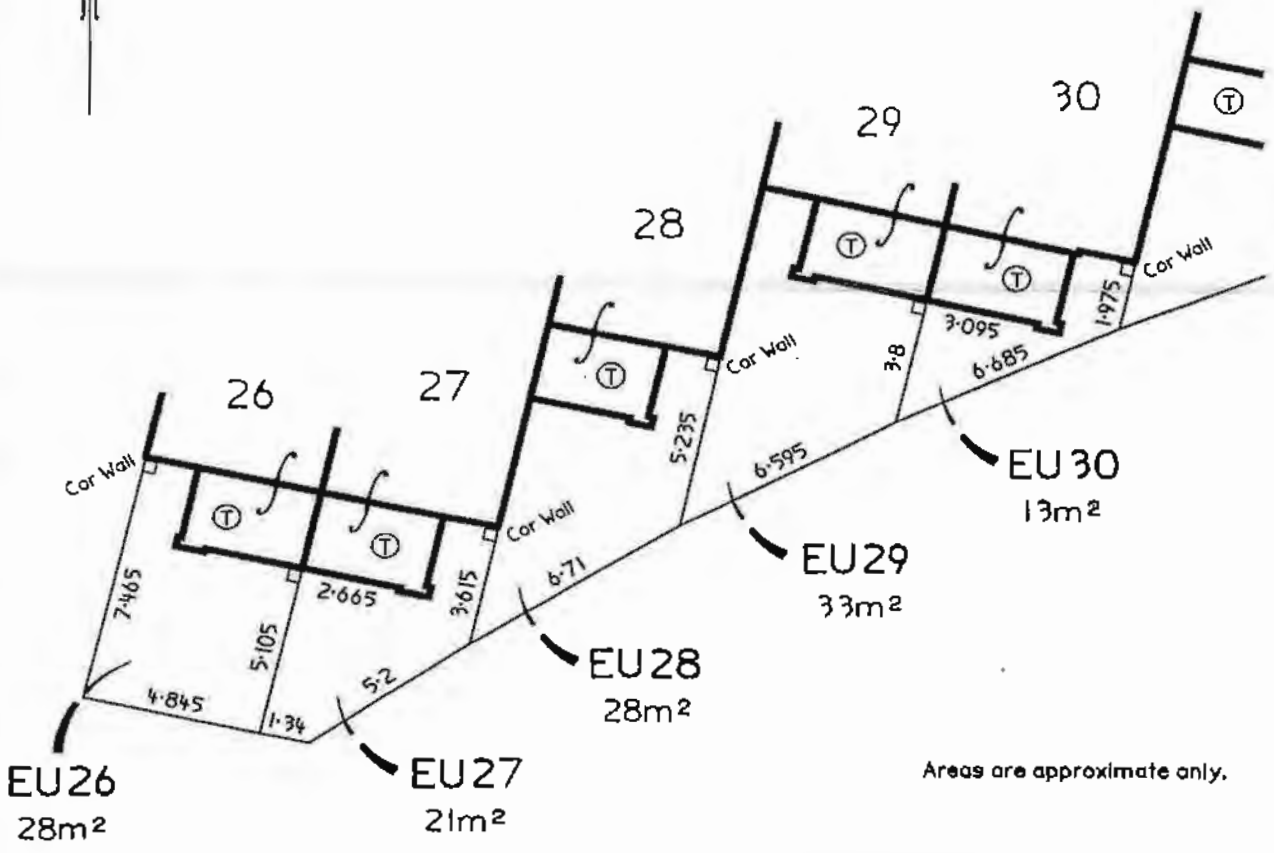 30
29
T
28
T
T
Cor Wall
1·975
3·095
T
27
Cor Wall
3·8
6·685
26
5·235
6·595
EU30
13m²
Cor Wall
T
T
Cor Wall
EU29
33m²
7·465
2·665
3·615
6·71
5·105
EU28
28m²
4·845
1·34
5·2
EU26
28m²
EU27
21m²
Areas are approximate only.